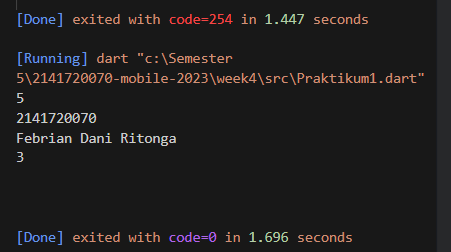 [Done] exited with code=254 in 1.447 seconds
[Running] dart "c:\Semester
5\2141720070-mobile-2023\week4\src\Praktikum1.dart"
5
2141720070
Febrian Dani Ritonga
3
[Done] exited with code=0 in 1.696 seconds